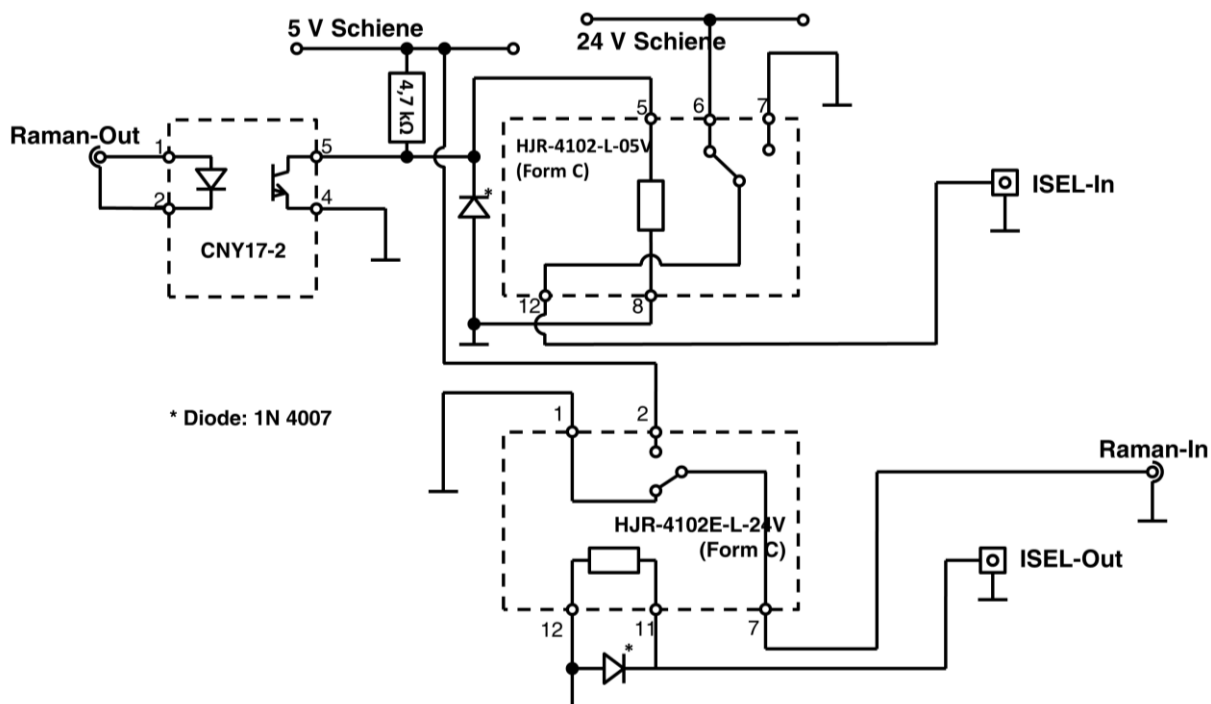 5 V Schiene
24 V Schiene
4,7 kΩ
Raman-Out
1
2
5
4
CNY17-2
5
6
7
HJR-4102-L-05V
(Form C)
12
8
ISEL-In
* 
* Diode: 1N 4007
1
2
HJR-4102E-L-24V
(Form C)
12
11
7
*
Raman-In
ISEL-Out